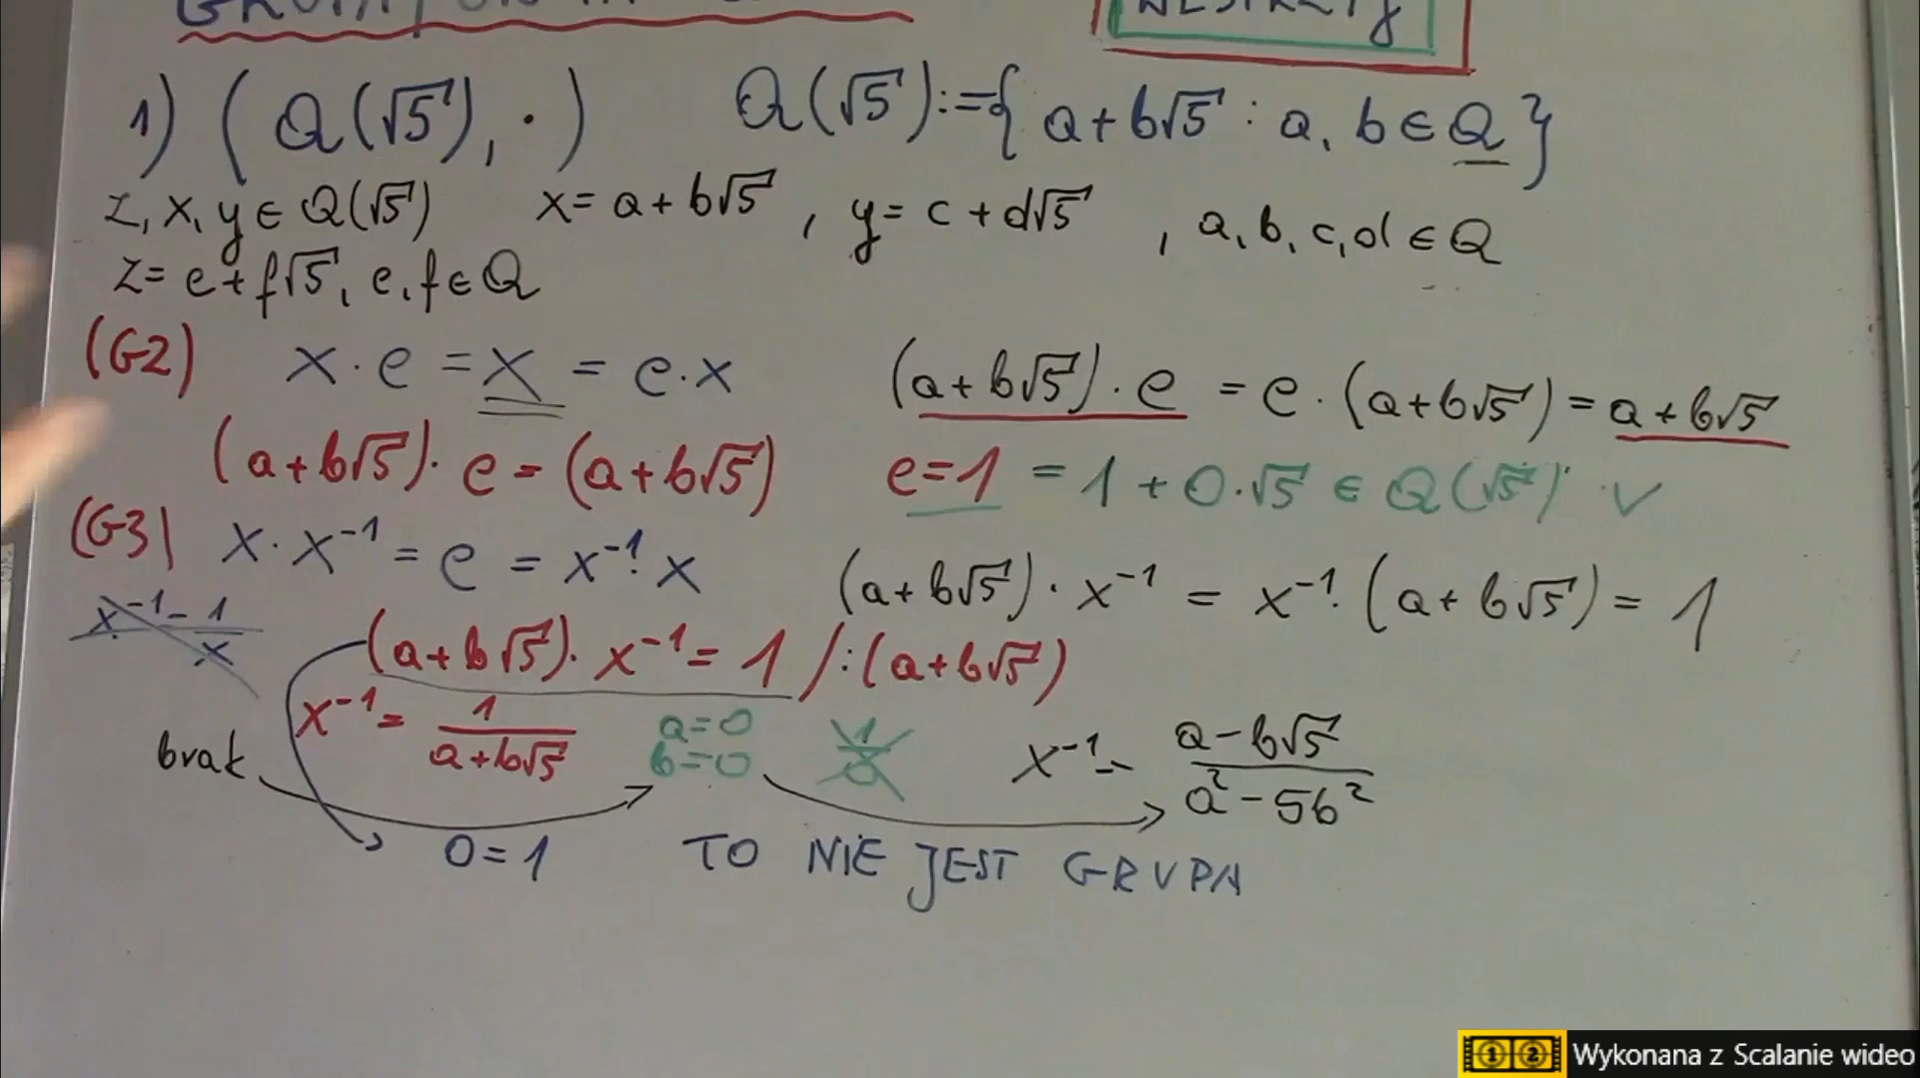 1) (Q(√5), ·) Q(√5) := { a+b√5 : a, b ∈ Q }
z, x, y ∈ Q(√5) x = a+b√5 , y = c+d√5 , a, b, c, d ∈ Q
z = e+f√5, e, f ∈ Q
(G2) x·e = x = e·x (a+b√5)·e = e·(a+b√5) = a+b√5
(a+b√5)·e = (a+b√5) e=1 = 1+0·√5 ∈ Q(√5) ✓
(G3) x·x⁻¹ = e = x⁻¹·x (a+b√5)·x⁻¹ = x⁻¹·(a+b√5) = 1
x⁻¹ = 1/x
(a+b√5)·x⁻¹ = 1 /:(a+b√5)
x⁻¹ = 1/(a+b√5) a=0 b=0 1/0 x⁻¹ = (a-b√5)/(a²-5b²)
brak
0=1 TO NIE JEST GRUPA
Wykonana z Scalanie wideo